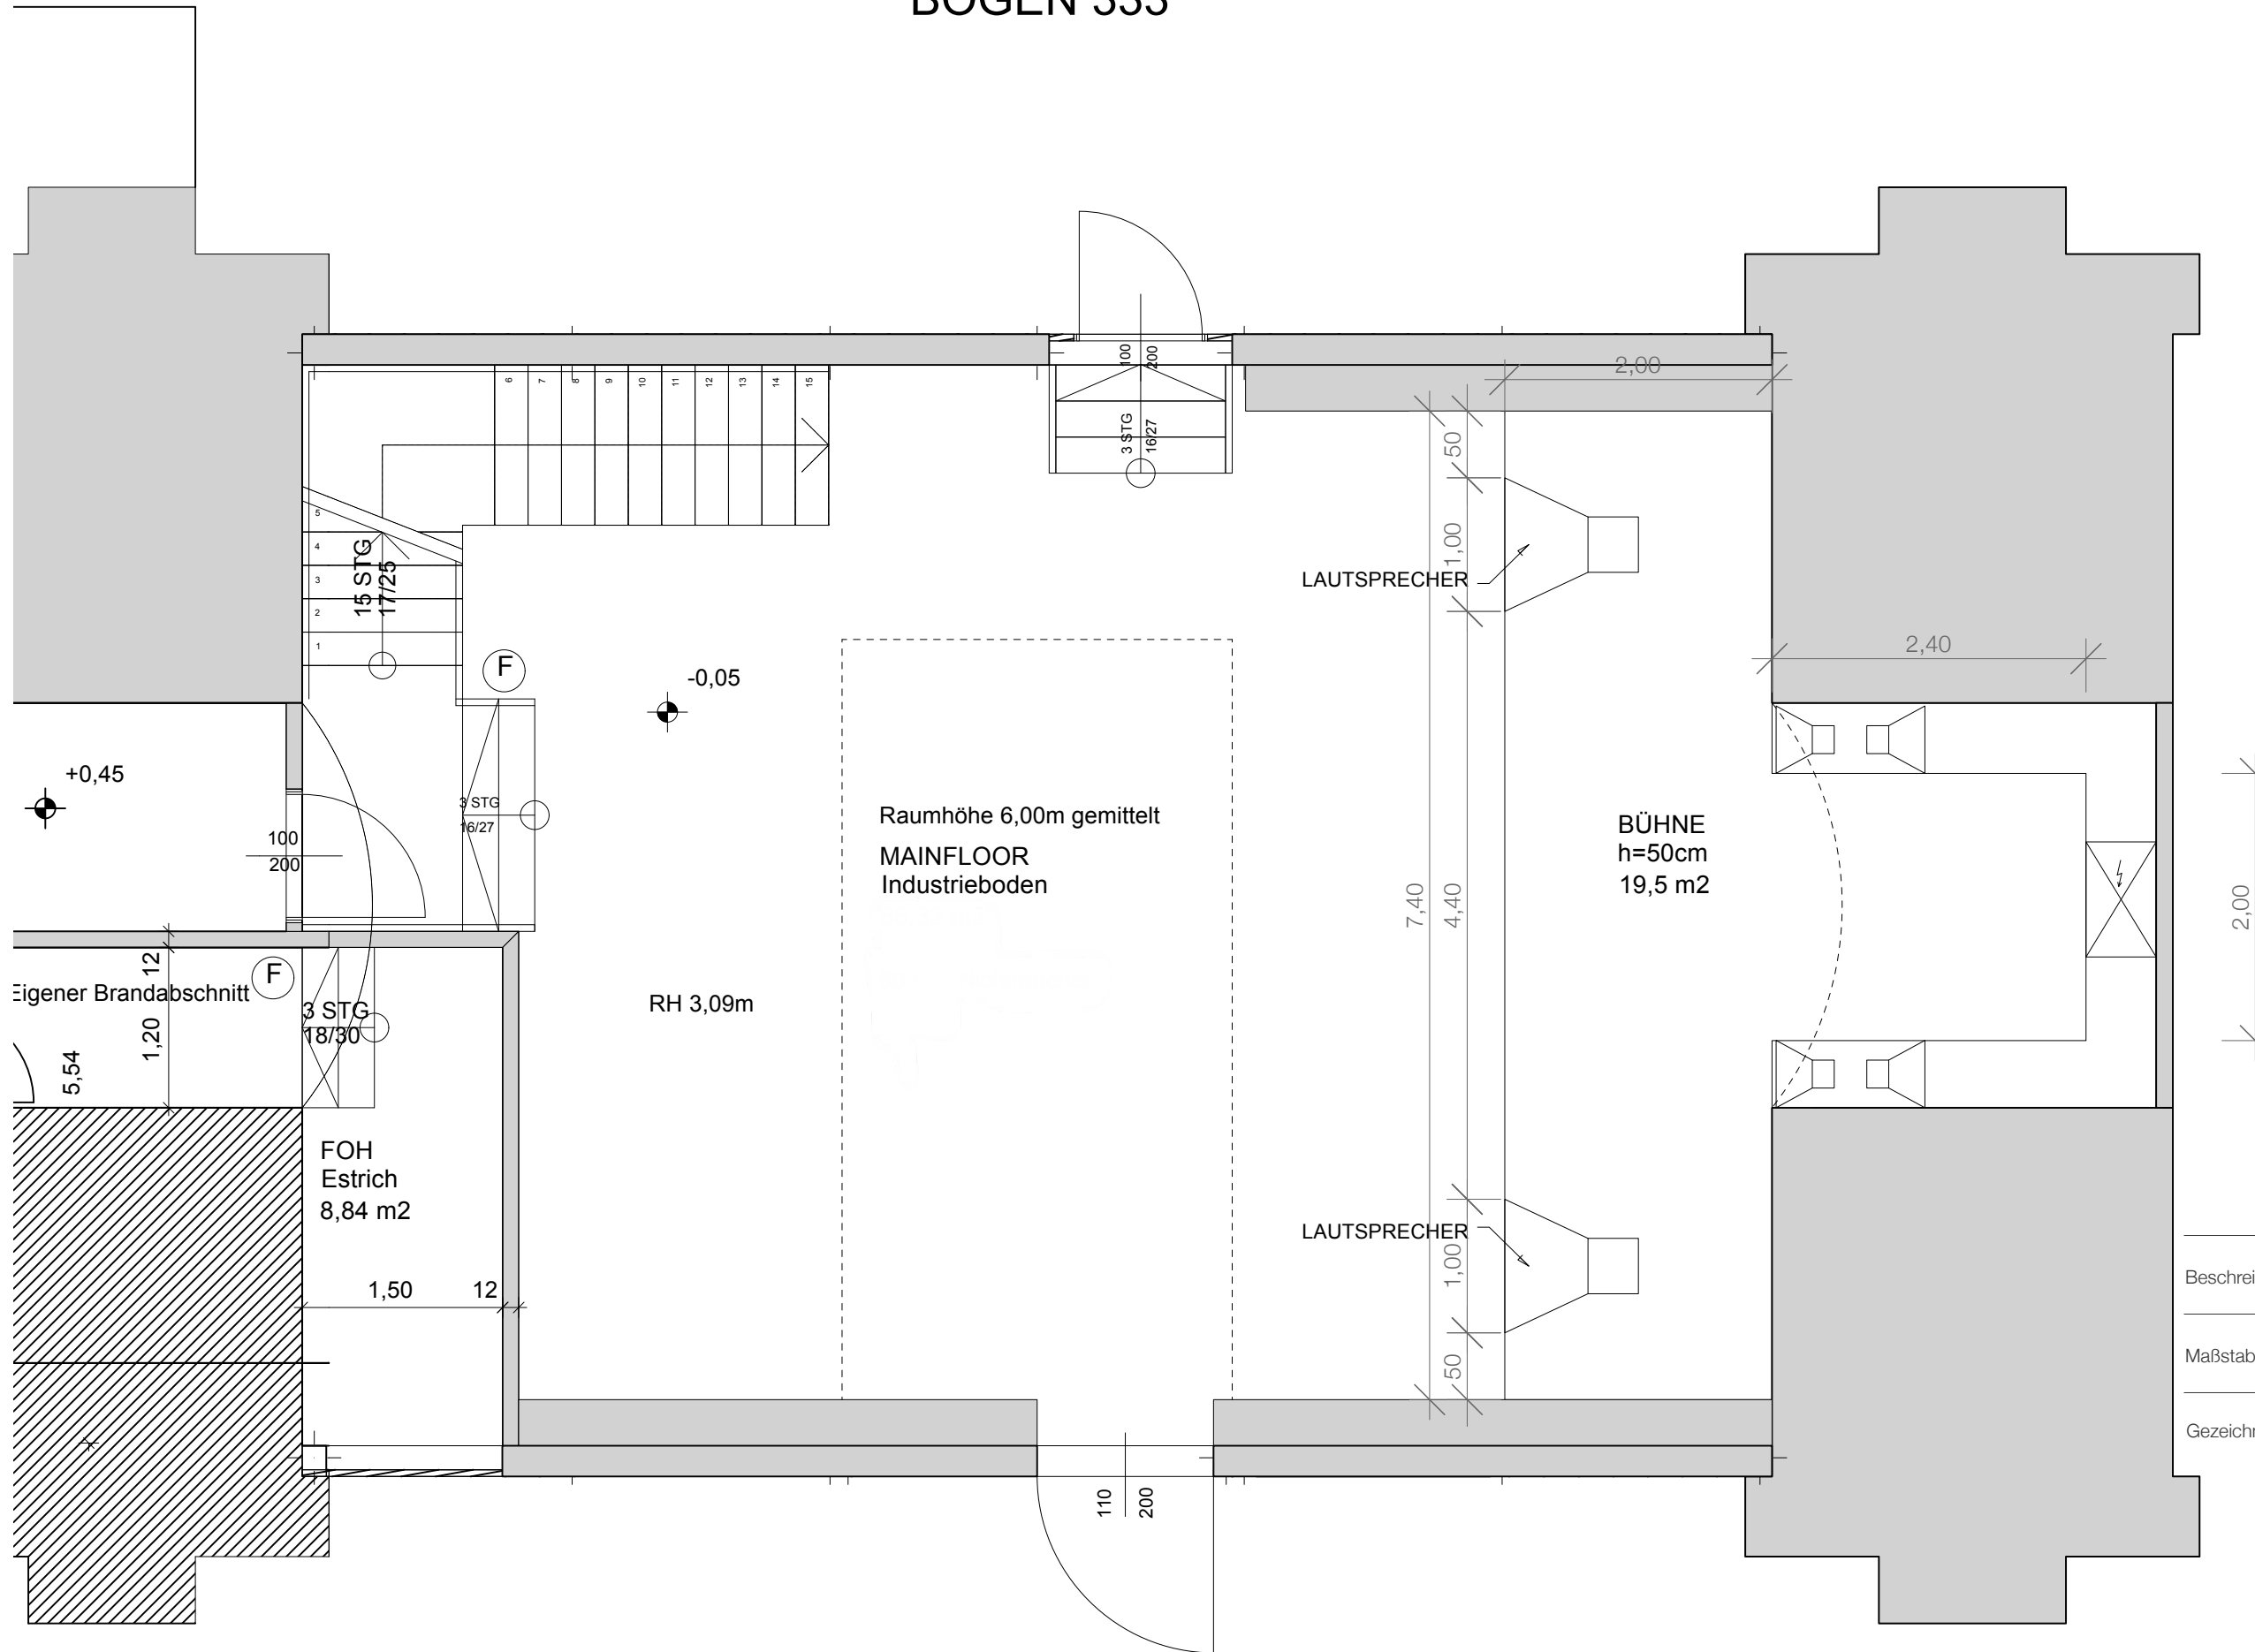 BOGEN 333
6
7
8
9
10
11
12
13
14
15
100
200
3 STG
16/27
2,00
50
1,00
LAUTSPRECHER
5
4
3
2
1
15 STG
17/25
F
-0,05
2,40
+0,45
3 STG
16/27
100
200
Raumhöhe 6,00m gemittelt
MAINFLOOR
Industrieboden
7,40
4,40
BÜHNE
h=50cm
19,5 m2
2,00
12
F
Eigener Brandabschnitt
3 STG
18/30
1,20
5,54
RH 3,09m
FOH
Estrich
8,84 m2
LAUTSPRECHER
1,00
1,50
12
50
110
200
Beschrei
Maßstab
Gezeichn